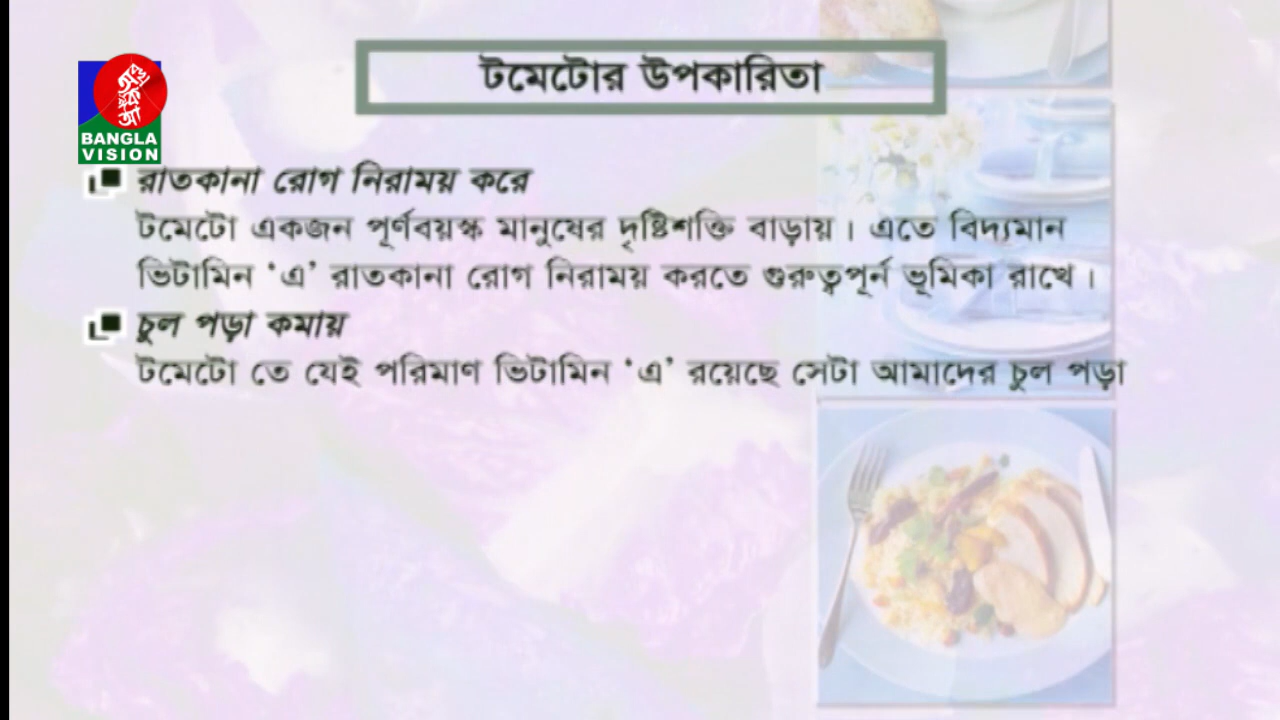 টমেটোর উপকারিতা
BANGLA
VISION
রাতকানা রোগ নিরাময় করে
টমেটো একজন পূর্ণবয়স্ক মানুষের দৃষ্টিশক্তি বাড়ায়। এতে বিদ্যমান
ভিটামিন ‘এ’ রাতকানা রোগ নিরাময় করতে গুরুত্বপূর্ন ভূমিকা রাখে।
চুল পড়া কমায়
টমেটো তে যেই পরিমাণ ভিটামিন ‘এ’ রয়েছে সেটা আমাদের চুল পড়া